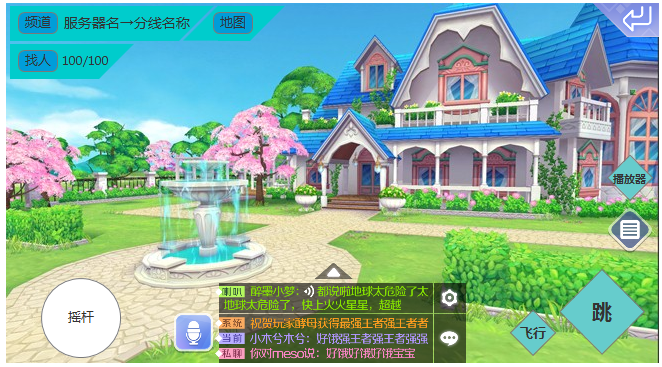 频道 服务器名→分线名称 地图
找人 100/100
播放器
喇叭 醉墨小梦： 都说啦地球太危险了太
地球太危险了，快上火火星星，超越
系统 祝贺玩家酵母获得最强王者强王者者
当前 小木兮木兮：好饿强王者强王者强强
私聊 你对meso说：好饿好饿好饿宝宝
摇杆
跳
飞行